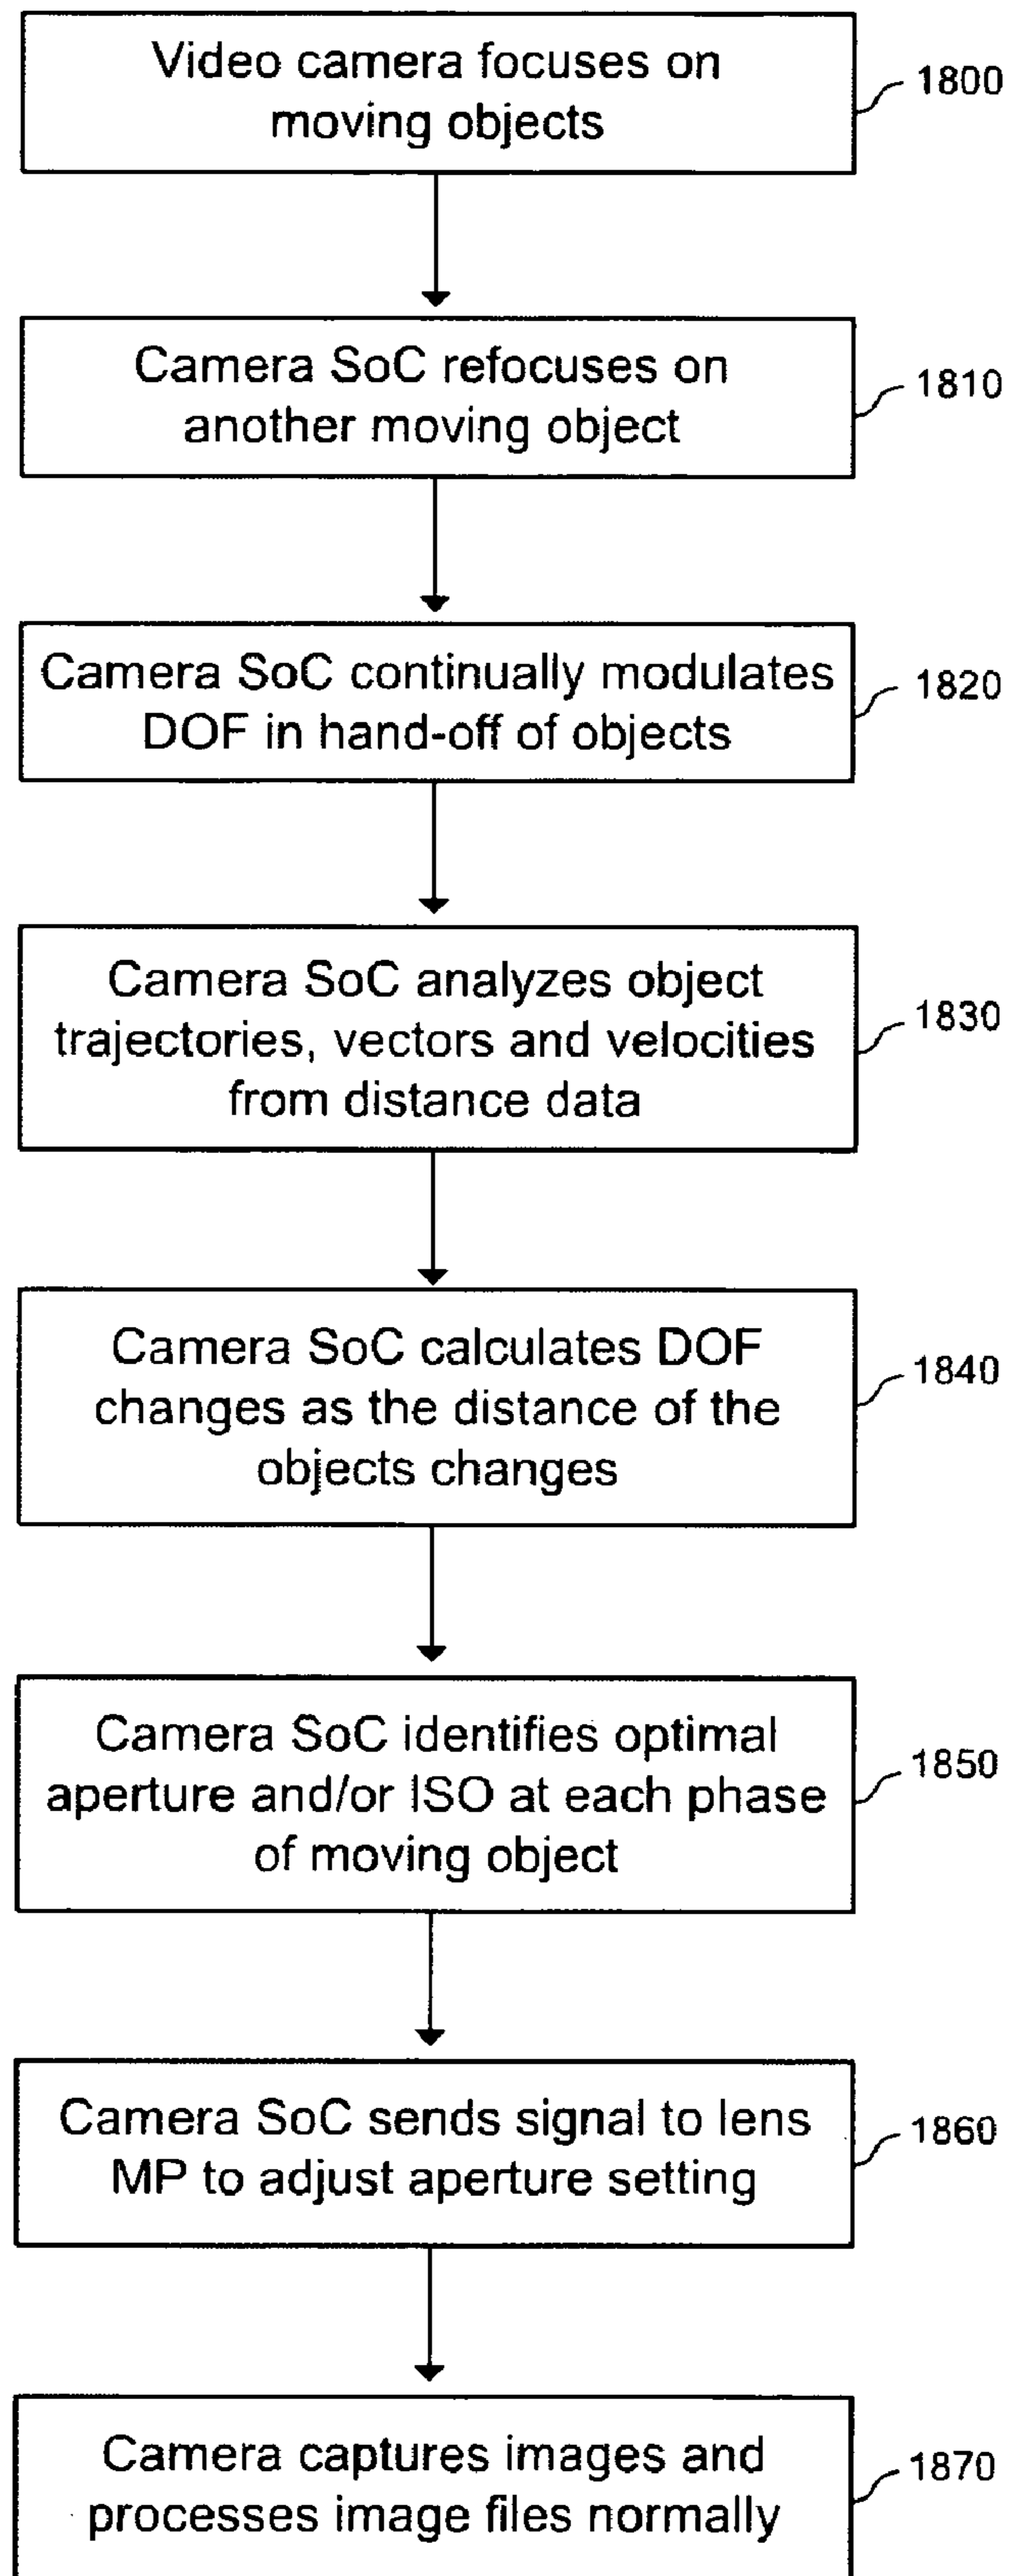 Video camera focuses on
moving objects
1800
Camera SoC refocuses on
another moving object
1810
Camera SoC continually modulates
DOF in hand-off of objects
1820
Camera SoC analyzes object
trajectories, vectors and velocities
from distance data
1830
Camera SoC calculates DOF
changes as the distance of the
objects changes
1840
Camera SoC identifies optimal
aperture and/or ISO at each phase
of moving object
1850
Camera SoC sends signal to lens
MP to adjust aperture setting
1860
Camera captures images and
processes image files normally
1870